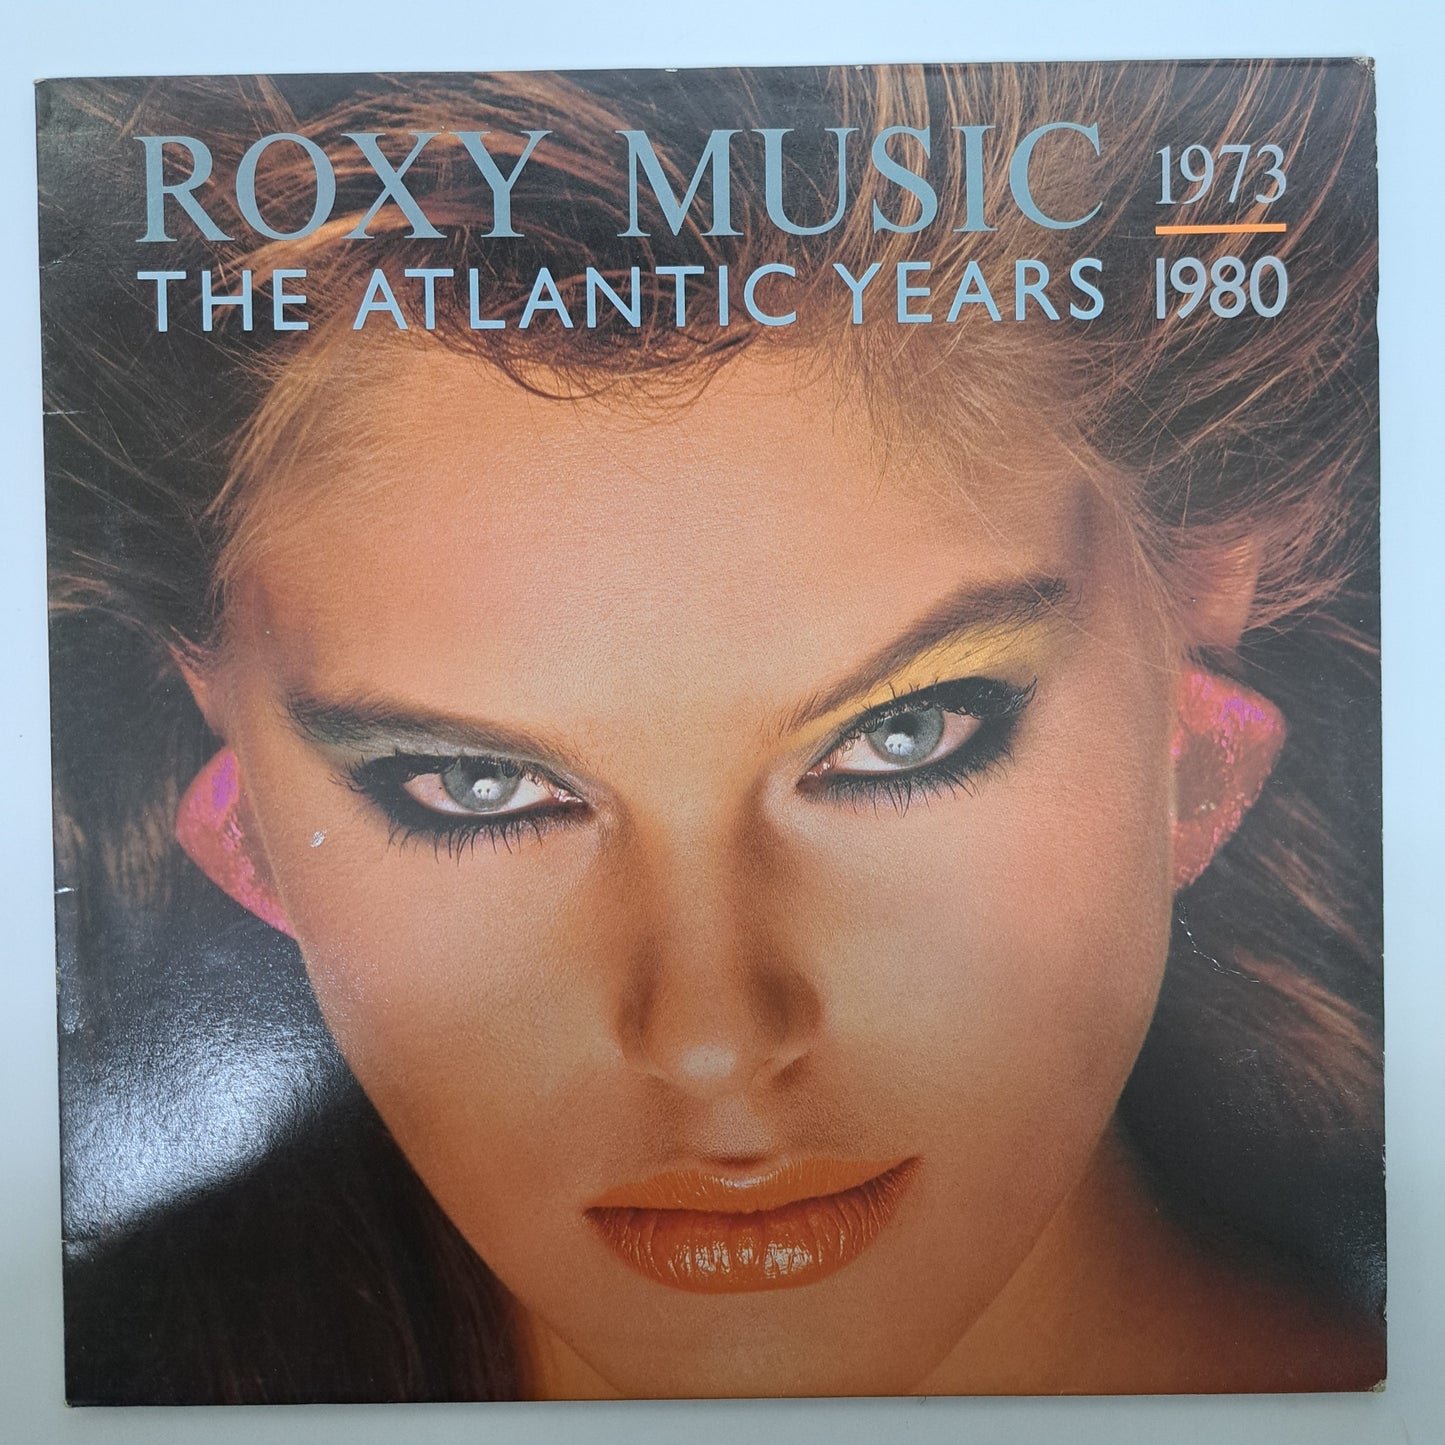 ROXY MUSIC 1973
THE ATLANTIC YEARS 1980